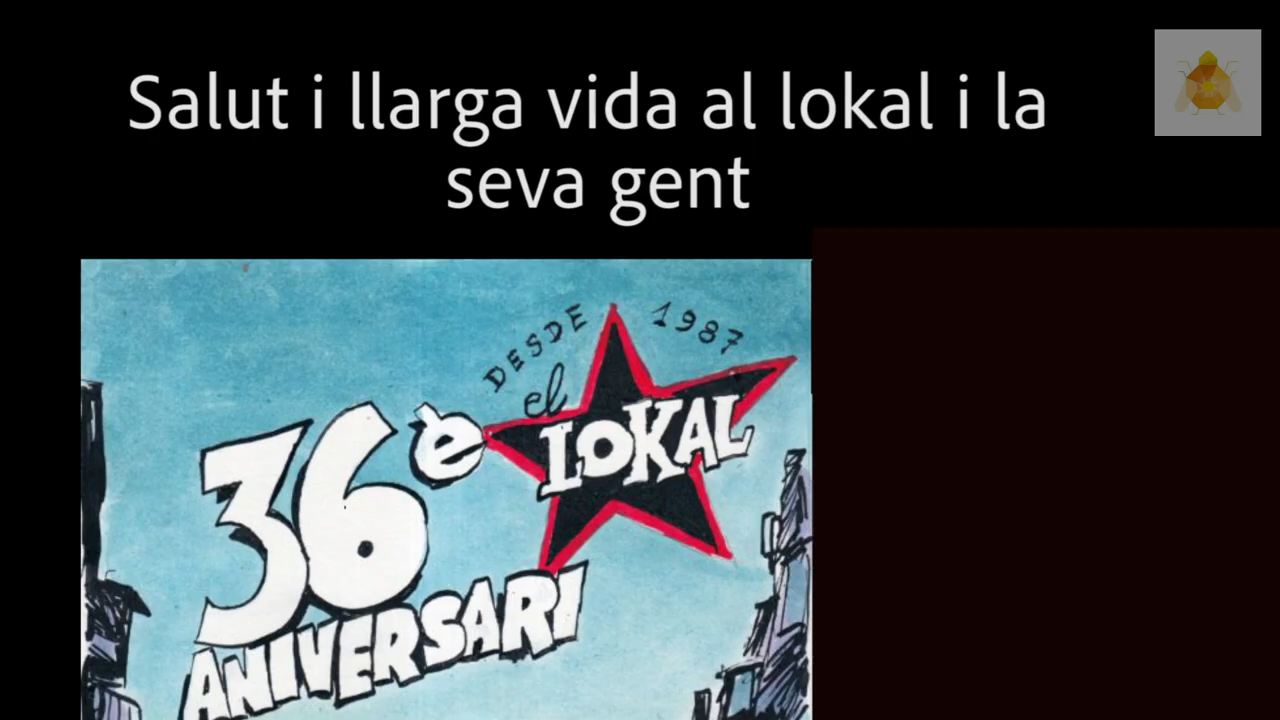 Salut i llarga vida al lokal i la
seva gent
DESDE 1987
el
LOKAL
36è
ANIVERSARI